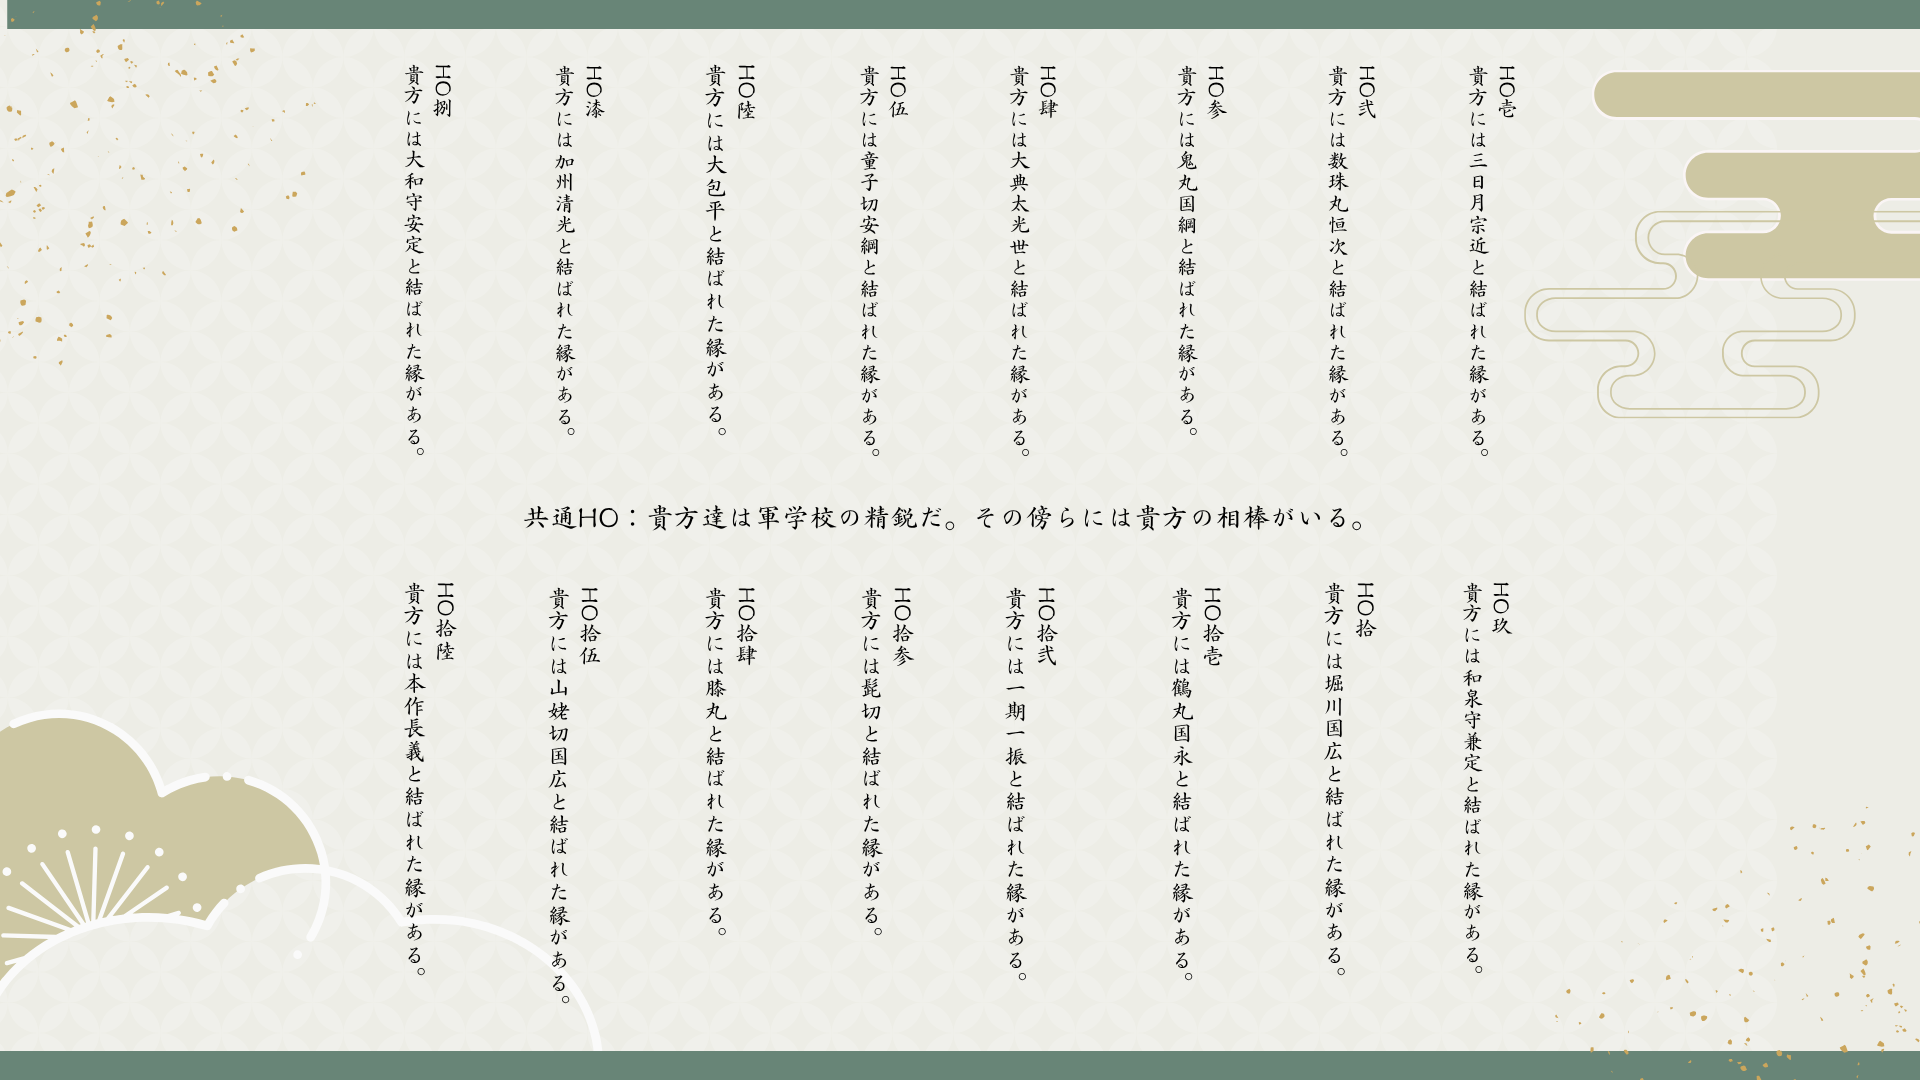 HO壱
貴方には三日月宗近と結ばれた縁がある。
HO弐
貴方には数珠丸恒次と結ばれた縁がある。
HO参
貴方には鬼丸国綱と結ばれた縁がある。
HO肆
貴方には大典太光世と結ばれた縁がある。
HO伍
貴方には童子切安綱と結ばれた縁がある。
HO陸
貴方には大包平と結ばれた縁がある。
HO漆
貴方には加州清光と結ばれた縁がある。
HO捌
貴方には大和守安定と結ばれた縁がある。
共通HO：貴方達は軍学校の精鋭だ。その傍らには貴方の相棒がいる。
HO玖
貴方には和泉守兼定と結ばれた縁がある。
HO拾
貴方には堀川国広と結ばれた縁がある。
HO拾壱
貴方には鶴丸国永と結ばれた縁がある。
HO拾弐
貴方には一期一振と結ばれた縁がある。
HO拾参
貴方には髭切と結ばれた縁がある。
HO拾肆
貴方には膝丸と結ばれた縁がある。
HO拾伍
貴方には山姥切国広と結ばれた縁がある。
HO拾陸
貴方には本作長義と結ばれた縁がある。